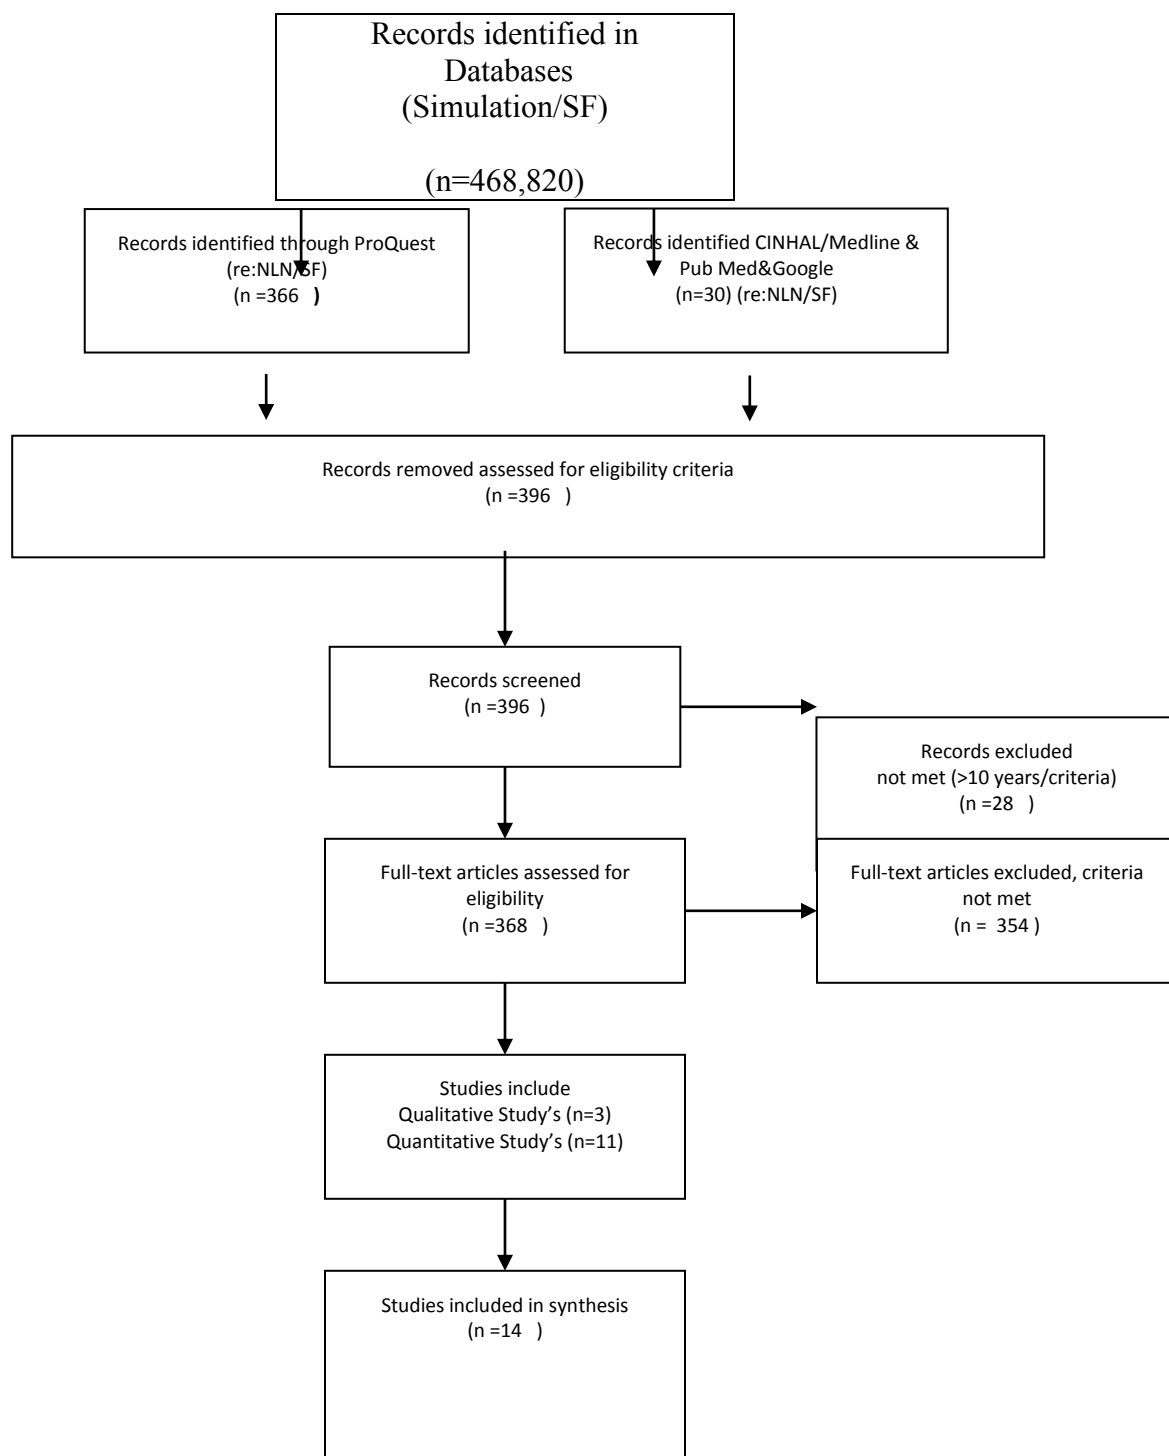 Records identified in
Databases
(Simulation/SF)
(n=468,820)
Records identified through ProQuest
(re:NLN/SF)
(n =366   )
Records identified CINHAL/Medline &
Pub Med&Google
(n=30) (re:NLN/SF)
Records removed assessed for eligibility criteria
(n =396   )
Records screened
(n =396   )
Records excluded
not met (>10 years/criteria)
(n =28   )
Full-text articles assessed for
eligibility
(n =368   )
Full-text articles excluded, criteria
not met
(n =  354 )
Studies include
Qualitative Study’s (n=3)
Quantitative Study’s (n=11)
Studies included in synthesis
(n =14   )